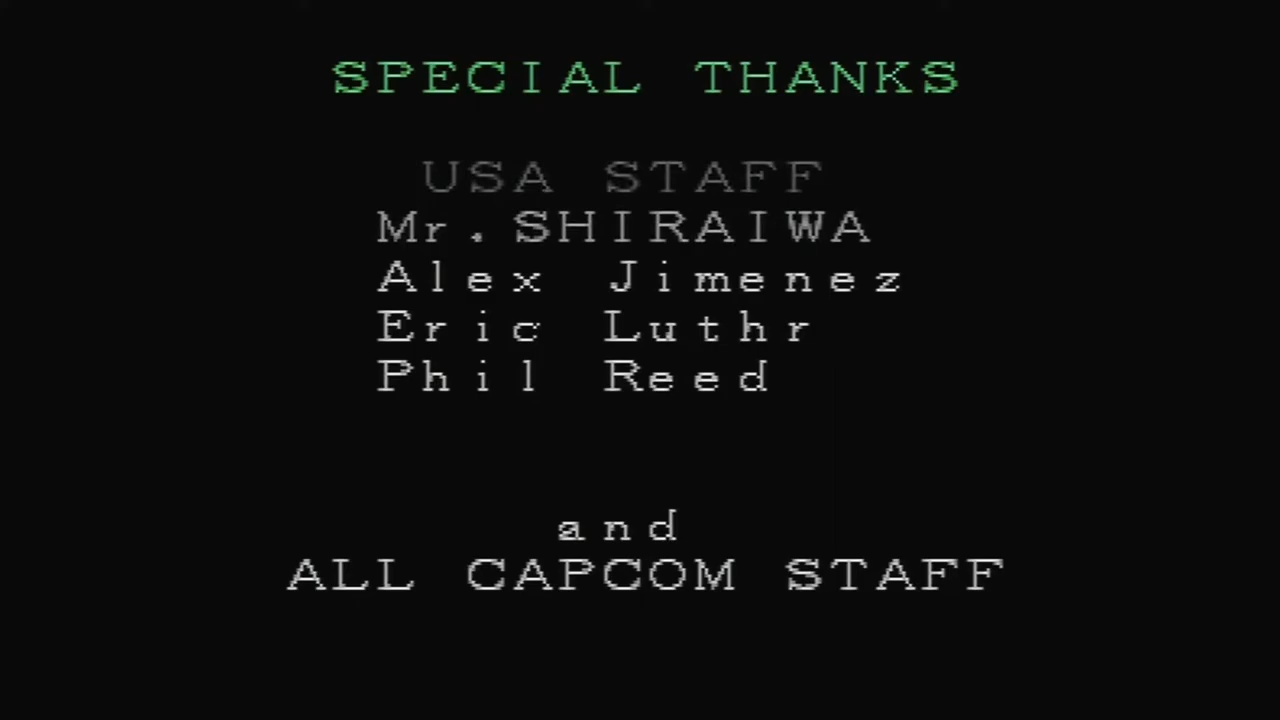 SPECIAL THANKS
USA STAFF
Mr.SHIRAIWA
Alex Jimenez
Eric Luthr
Phil Reed
and
ALL CAPCOM STAFF